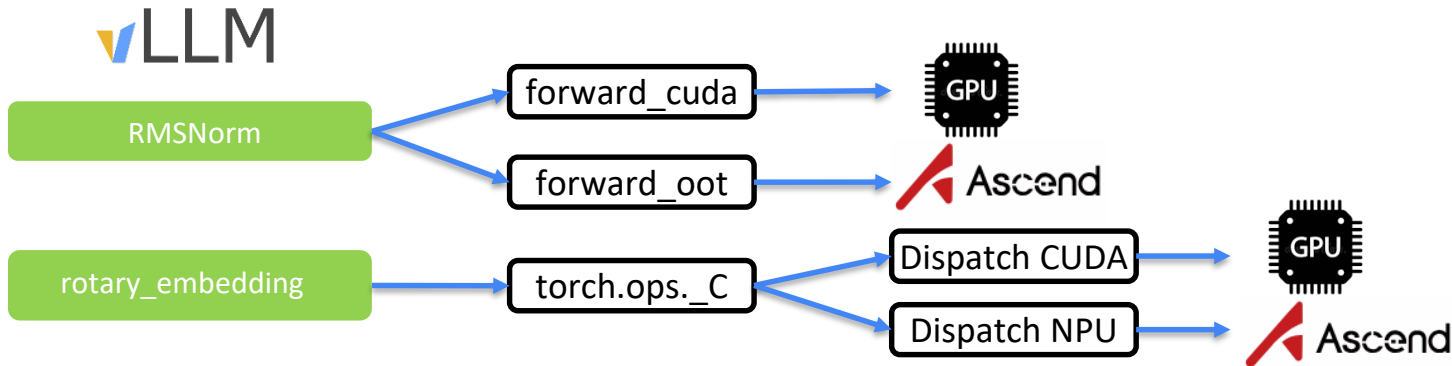 vLLM
RMSNorm
forward_cuda
GPU
forward_oot
Ascend
rotary_embedding
torch.ops._C
Dispatch CUDA
GPU
Dispatch NPU
Ascend